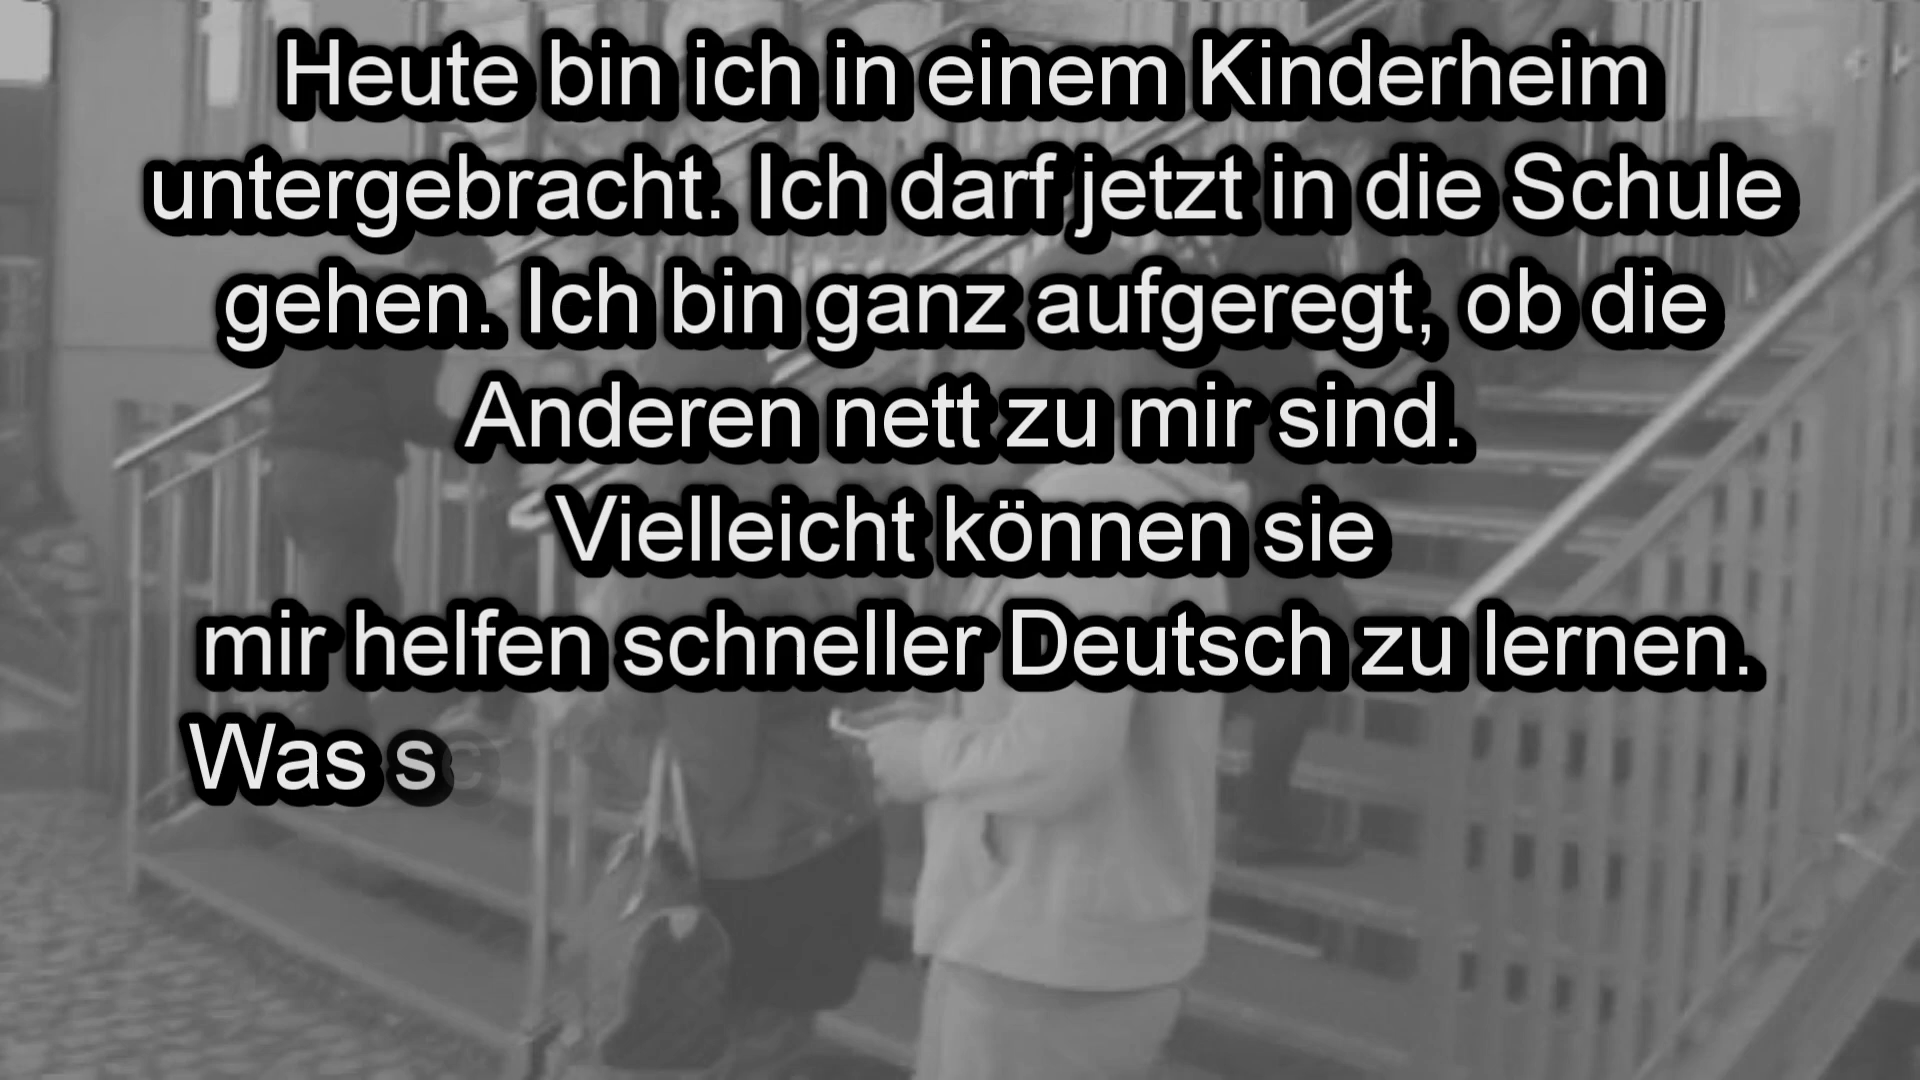 Heute bin ich in einem Kinderheim
untergebracht. Ich darf jetzt in die Schule
gehen. Ich bin ganz aufgeregt, ob die
Anderen nett zu mir sind.
Vielleicht können sie
mir helfen schneller Deutsch zu lernen.
Was